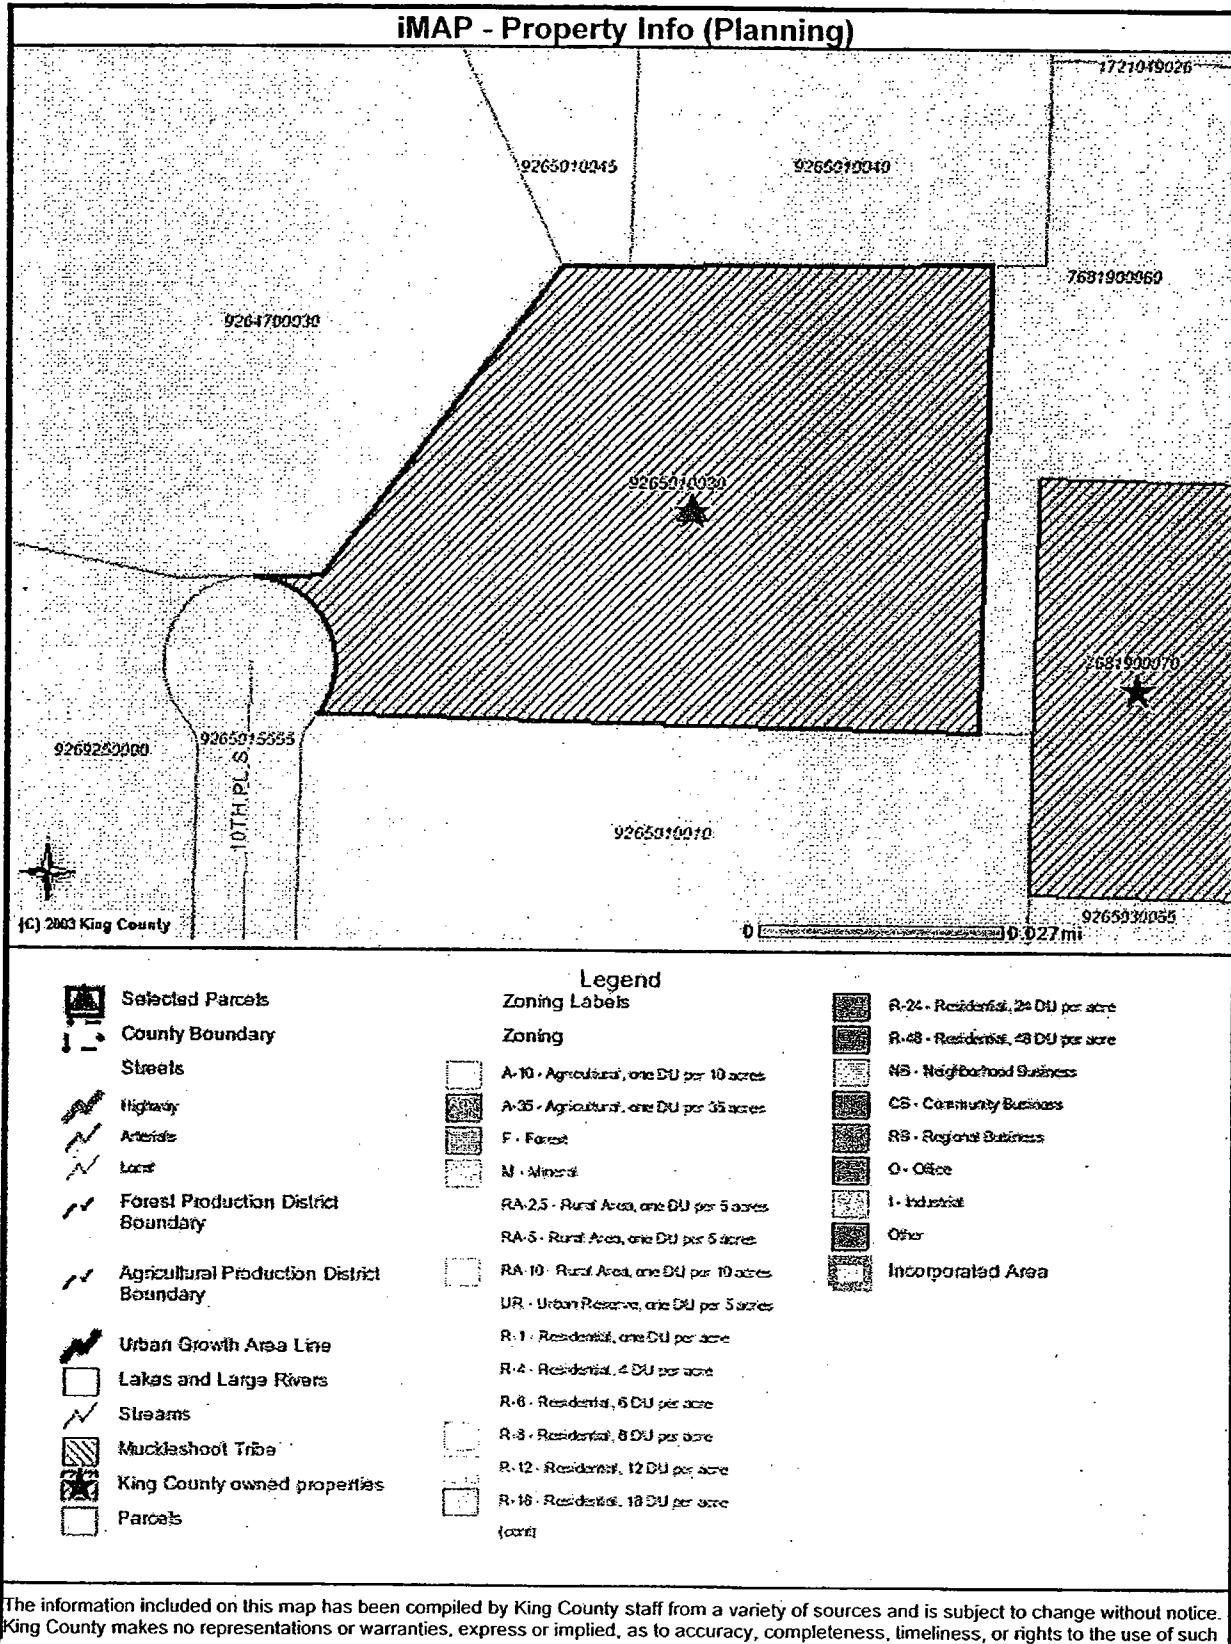 iMAP - Property Info (Planning)
1721049026
9265010045
9265010040
7681900060
9264700030
9265010030
7681900070
9269250000
9265015555
10TH PL S
9265010010
(C) 2003 King County
0
0.027mi
9265030055
Legend
Selected Parcels
County Boundary
Streets
Highway
Arterials
Local
Forest Production District
Boundary
Agricultural Production District
Boundary
Urban Growth Area Line
Lakes and Large Rivers
Streams
Muckleshoot Tribe
King County owned properties
Parcels
Zoning Labels
Zoning
A-10 - Agricultural, one DU per 10 acres
A-35 - Agricultural, one DU per 35 acres
F - Forest
M - Mineral
RA-2.5 - Rural Area, one DU per 5 acres
RA-5 - Rural Area, one DU per 5 acres
RA-10 - Rural Area, one DU per 10 acres
UR - Urban Reserve, one DU per 5 acres
R-1 - Residential, one DU per acre
R-4 - Residential, 4 DU per acre
R-6 - Residential, 6 DU per acre
R-8 - Residential, 8 DU per acre
R-12 - Residential, 12 DU per acre
R-18 - Residential, 18 DU per acre
(cont)
R-24 - Residential, 24 DU per acre
R-48 - Residential, 48 DU per acre
NB - Neighborhood Business
CB - Community Business
RB - Regional Business
O - Office
I - Industrial
Other
Incorporated Area
The information included on this map has been compiled by King County staff from a variety of sources and is subject to change without notice.
King County makes no representations or warranties, express or implied, as to accuracy, completeness, timeliness, or rights to the use of such